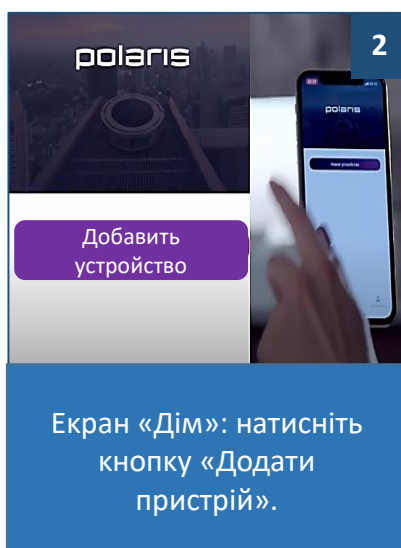 polaris
2
polaris
Добавить
устройство
Екран «Дім»: натисніть
кнопку «Додати
пристрій».